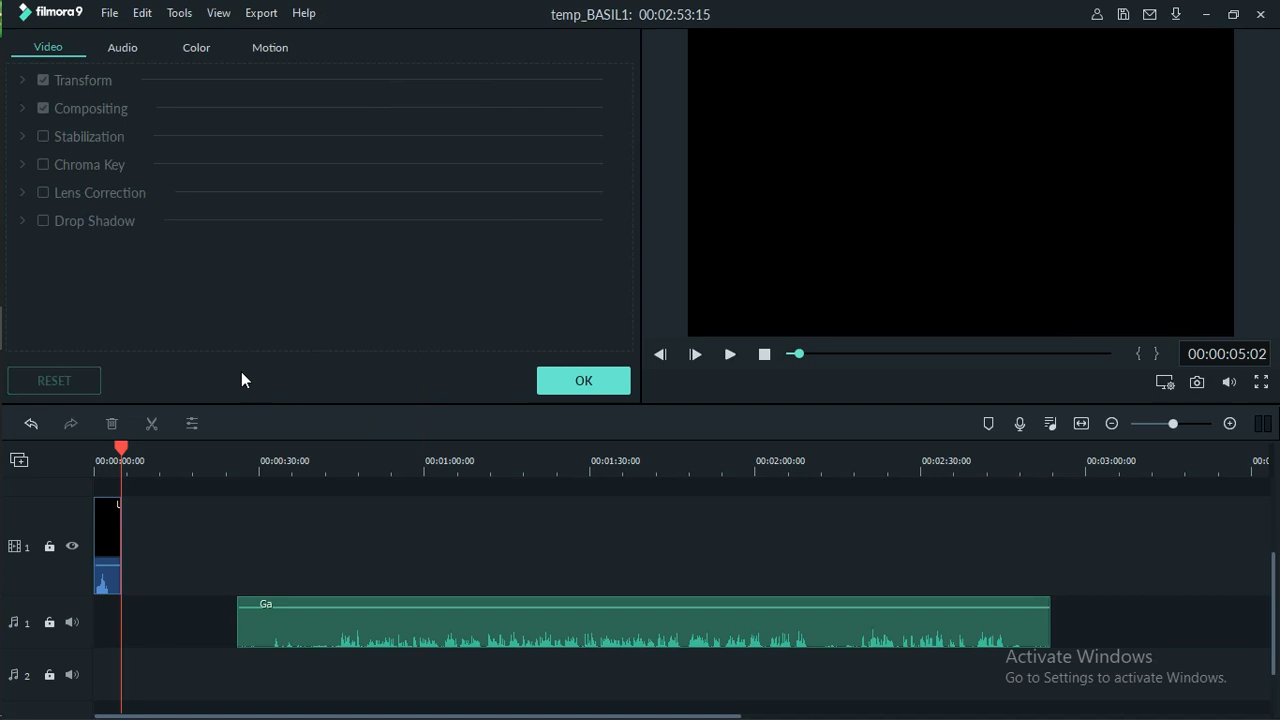 filmora9 File Edit Tools View Export Help temp_BASIL1: 00:02:53:15
Video Audio Color Motion
Transform
Compositing
Stabilization
Chroma Key
Lens Correction
Drop Shadow
{ } 00:00:05:02
RESET OK
00:00:00:00 00:00:30:00 00:01:00:00 00:01:30:00 00:02:00:00 00:02:30:00 00:03:00:00
1
Ga
1
2
Activate Windows
Go to Settings to activate Windows.